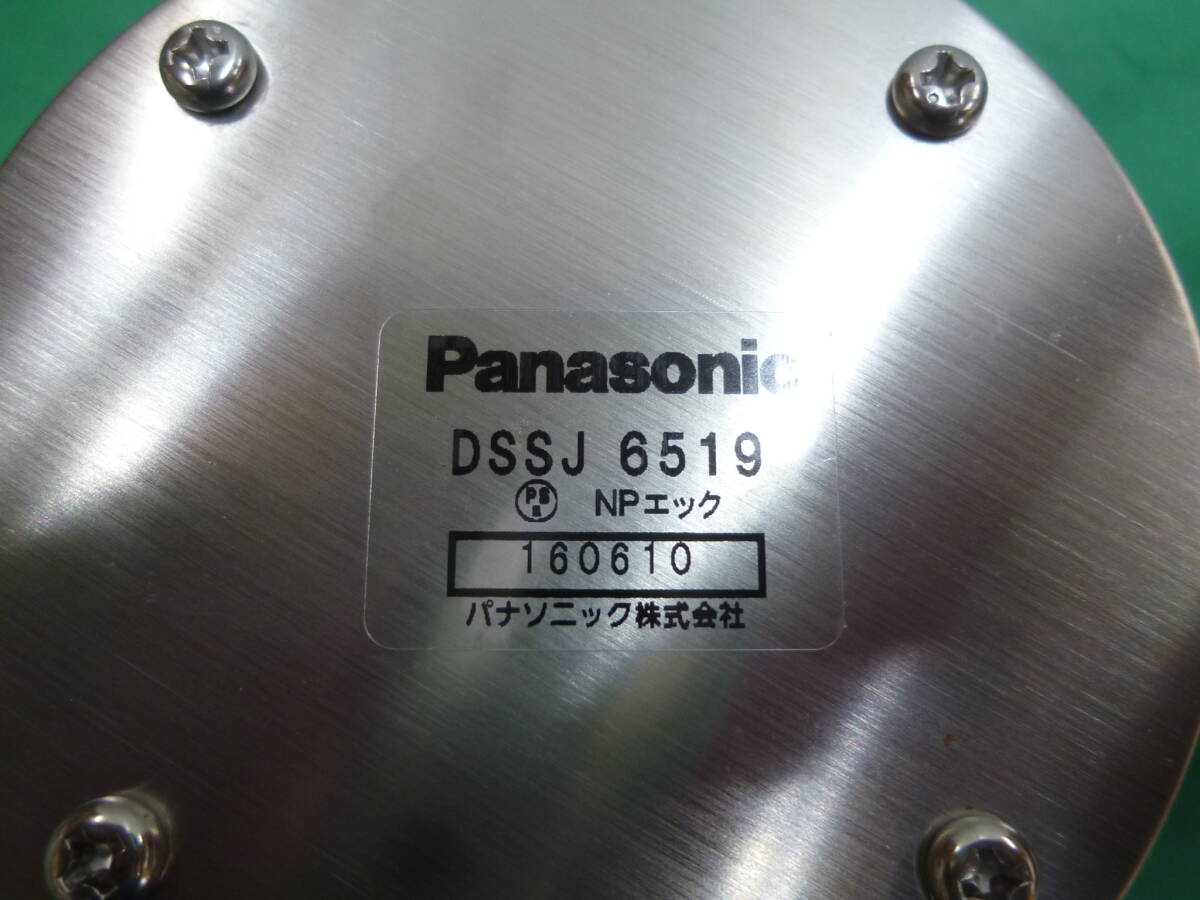 Panasonic
DSSJ 6519
PS E NPエック
160610
パナソニック株式会社